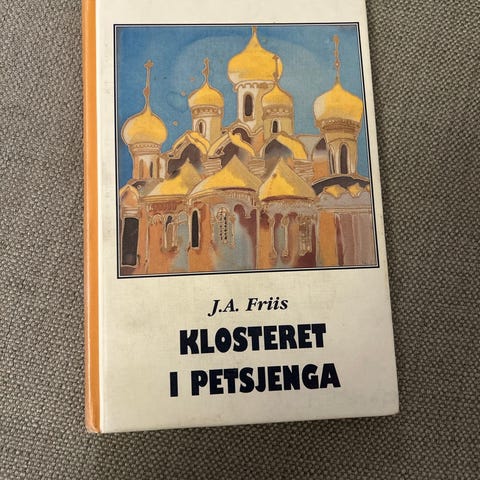 J.A. Friis
KLOSTERET
I PETSJENGA